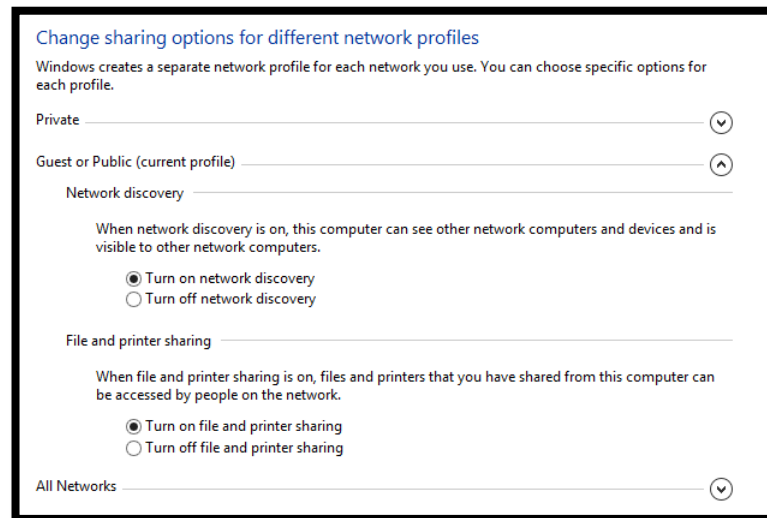 Change sharing options for different network profiles
Windows creates a separate network profile for each network you use. You can choose specific options for
each profile.
Private
Guest or Public (current profile)
Network discovery
When network discovery is on, this computer can see other network computers and devices and is
visible to other network computers.
Turn on network discovery
Turn off network discovery
File and printer sharing
When file and printer sharing is on, files and printers that you have shared from this computer can
be accessed by people on the network.
Turn on file and printer sharing
Turn off file and printer sharing
All Networks